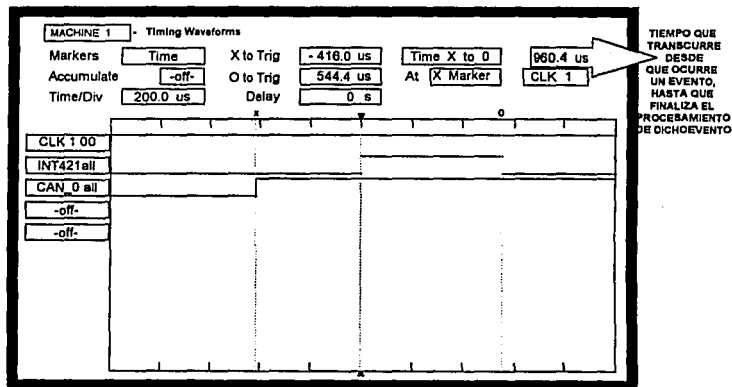 MACHINE 1 - Timing Waveforms
Markers Time X to Trig - 416.0 us Time X to 0 960.4 us
Accumulate -off- O to Trig 544.4 us At X Marker CLK 1
Time/Div 200.0 us Delay 0 s
x o
CLK 1 00
INT421all
CAN_0 all
-off-
-off-
TIEMPO QUE
TRANSCURRE
DESDE
QUE OCURRE
UN EVENTO,
HASTA QUE
FINALIZA EL
PROCESAMIENTO
DE DICHOEVENTO